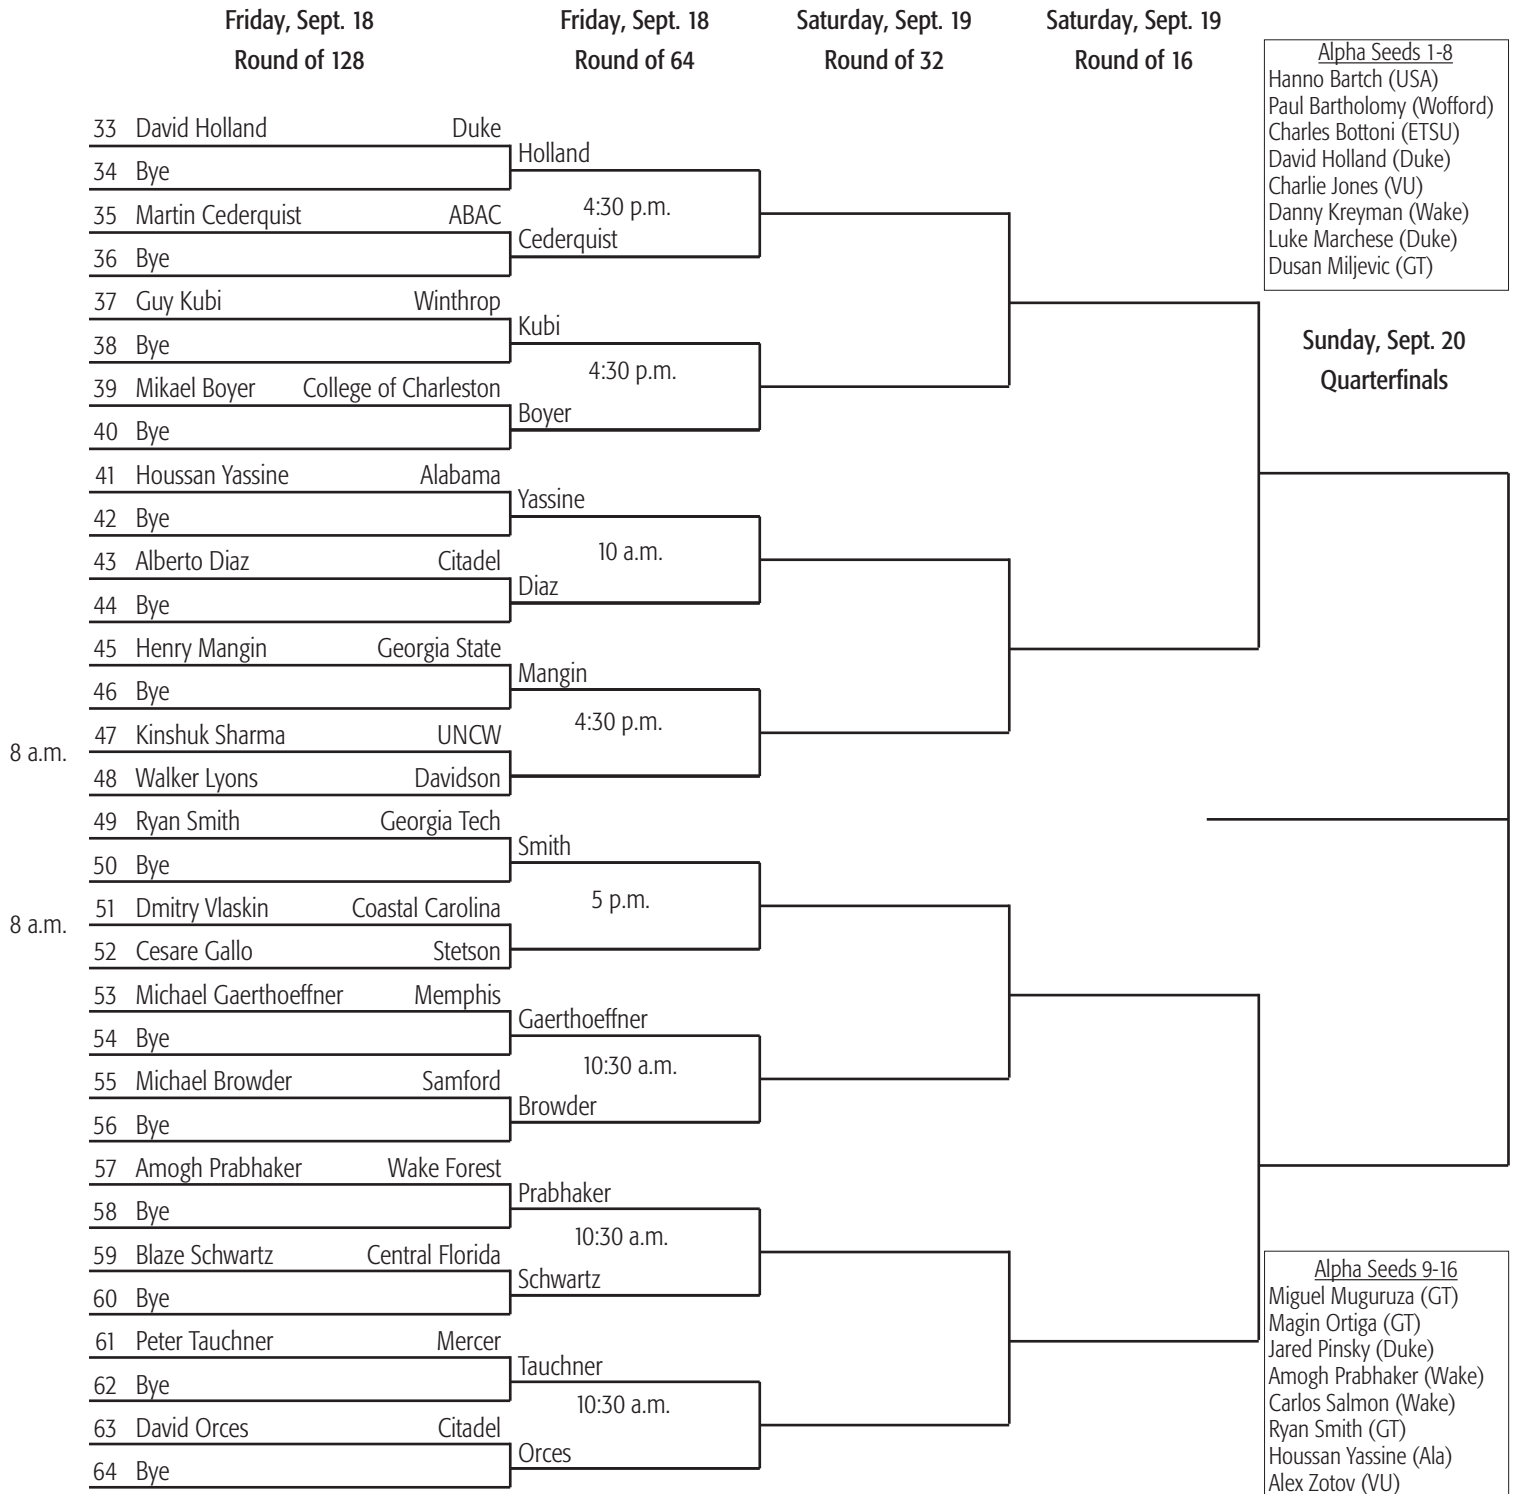 Friday, Sept. 18 Friday, Sept. 18 Saturday, Sept. 19 Saturday, Sept. 19
Round of 128 Round of 64 Round of 32 Round of 16
Alpha Seeds 1-8
Hanno Bartch (USA)
Paul Bartholomy (Wofford)
Charles Bottoni (ETSU)
David Holland (Duke)
Charlie Jones (VU)
Danny Kreyman (Wake)
Luke Marchese (Duke)
Dusan Miljevic (GT)
33 David Holland Duke
Holland
34 Bye
4:30 p.m.
35 Martin Cederquist ABAC
Cederquist
36 Bye
37 Guy Kubi Winthrop
Kubi
38 Bye
4:30 p.m.
39 Mikael Boyer College of Charleston
Boyer
40 Bye
Sunday, Sept. 20
Quarterfinals
41 Houssan Yassine Alabama
Yassine
42 Bye
10 a.m.
43 Alberto Diaz Citadel
Diaz
44 Bye
45 Henry Mangin Georgia State
Mangin
46 Bye
4:30 p.m.
47 Kinshuk Sharma UNCW
8 a.m.
48 Walker Lyons Davidson
49 Ryan Smith Georgia Tech
Smith
50 Bye
5 p.m.
51 Dmitry Vlaskin Coastal Carolina
8 a.m.
52 Cesare Gallo Stetson
53 Michael Gaerthoeffner Memphis
Gaerthoeffner
54 Bye
10:30 a.m.
55 Michael Browder Samford
Browder
56 Bye
57 Amogh Prabhaker Wake Forest
Prabhaker
58 Bye
10:30 a.m.
59 Blaze Schwartz Central Florida
Schwartz
60 Bye
61 Peter Tauchner Mercer
Tauchner
62 Bye
10:30 a.m.
63 David Orces Citadel
Orces
64 Bye
Alpha Seeds 9-16
Miguel Muguruza (GT)
Magin Ortiga (GT)
Jared Pinsky (Duke)
Amogh Prabhaker (Wake)
Carlos Salmon (Wake)
Ryan Smith (GT)
Houssan Yassine (Ala)
Alex Zotov (VU)